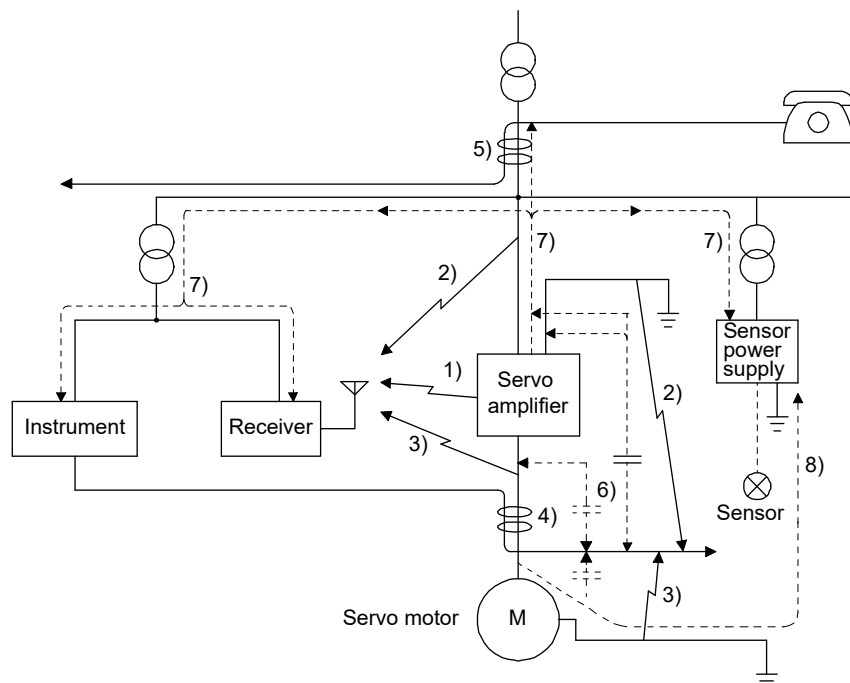 5)
7)
7)
2)
7)
Sensor
power
supply
1)
Servo
amplifier
2)
Instrument
Receiver
3)
8)
6)
4)
Sensor
3)
Servo motor
M